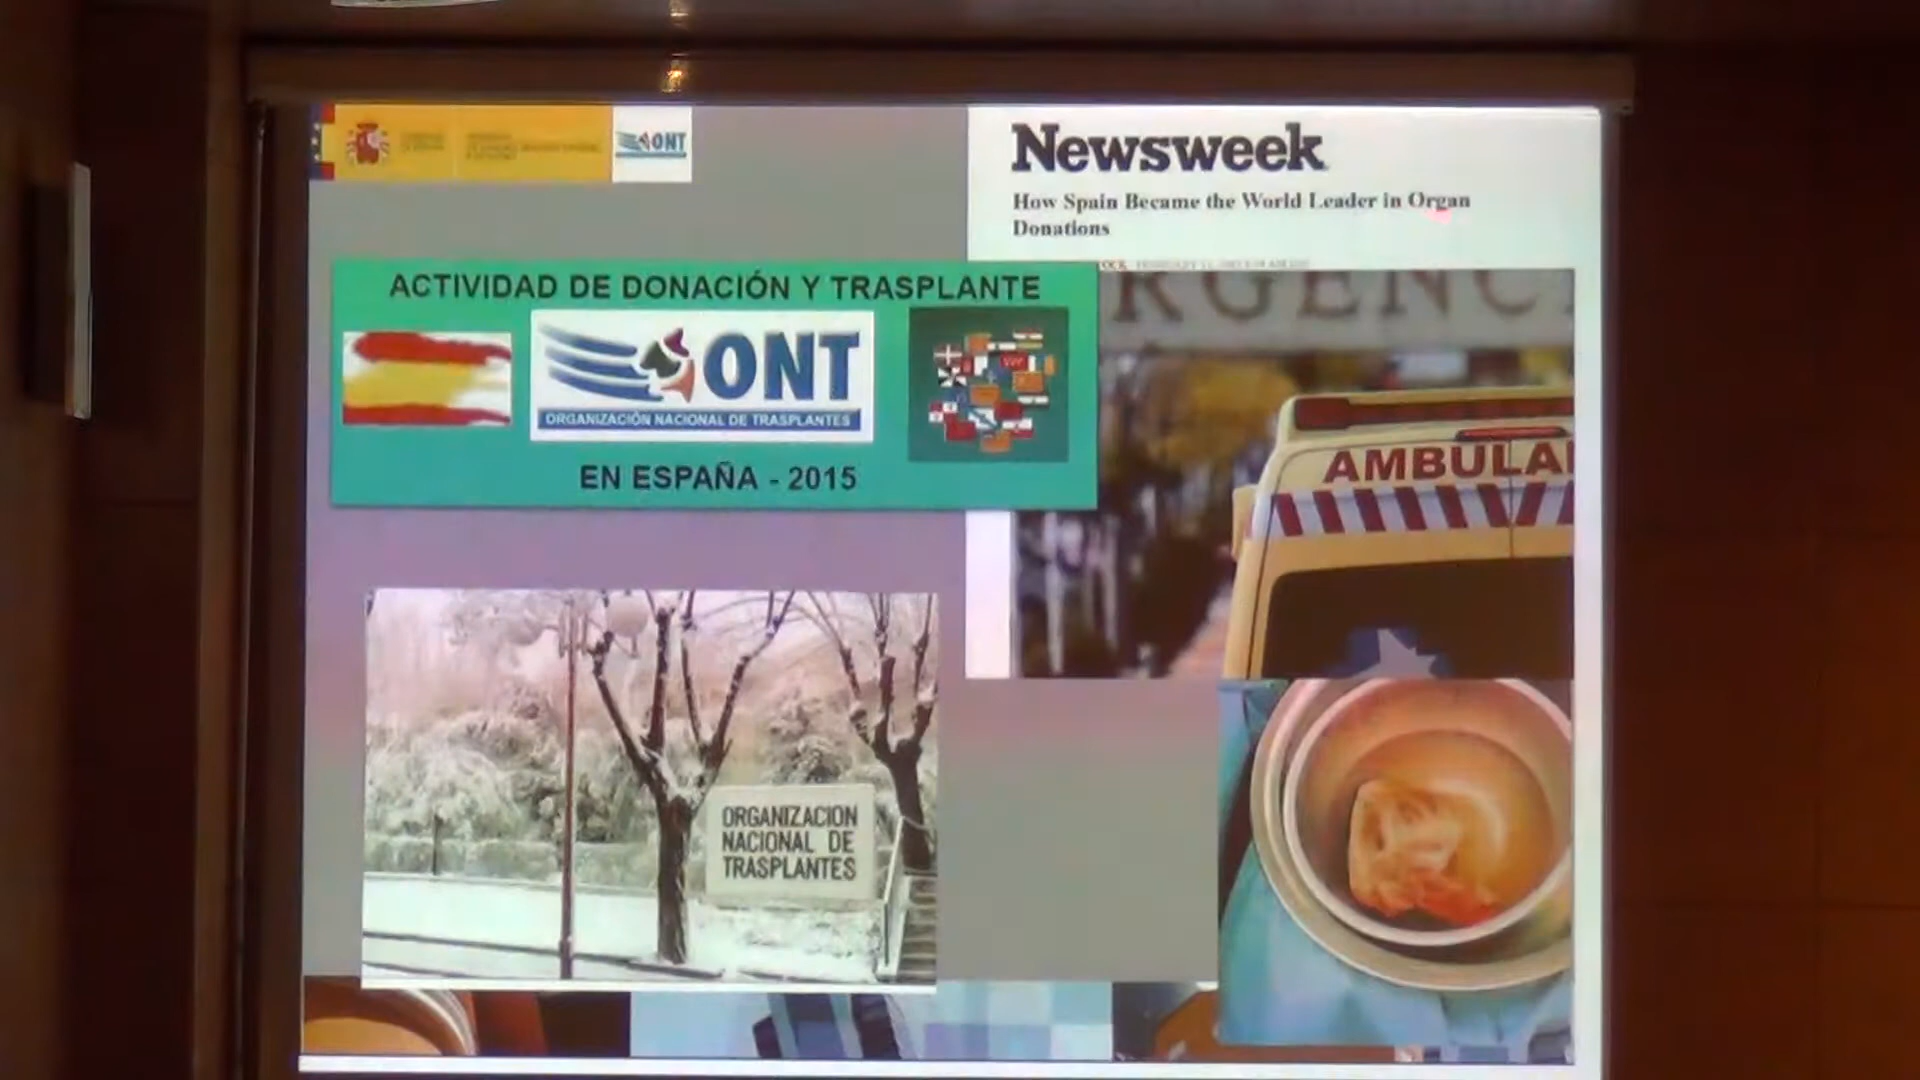 ONT
Newsweek
How Spain Became the World Leader in Organ
Donations
ACTIVIDAD DE DONACIÓN Y TRASPLANTE
ONT
ORGANIZACIÓN NACIONAL DE TRASPLANTES
EN ESPAÑA - 2015
RGENC
AMBULA
ORGANIZACION
NACIONAL DE
TRASPLANTES